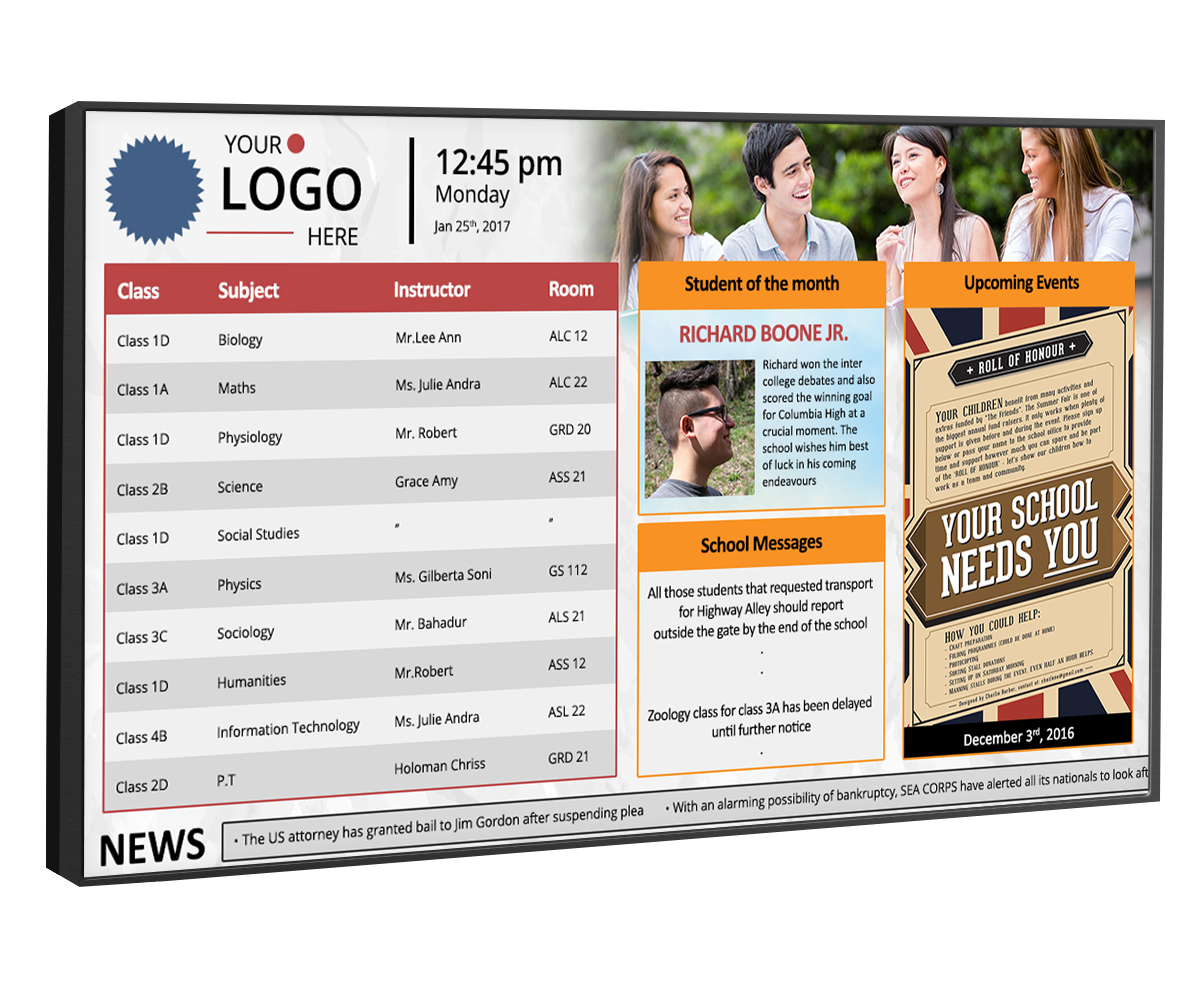 YOUR
LOGO
HERE
12:45 pm
Monday
Jan 25th, 2017
Class Subject Instructor Room
Class 1D Biology Mr.Lee Ann ALC 12
Class 1A Maths Ms. Julie Andra ALC 22
Class 1D Physiology Mr. Robert GRD 20
Class 2B Science Grace Amy ASS 21
Class 1D Social Studies " "
Class 3A Physics Ms. Gilberta Soni GS 112
Class 3C Sociology Mr. Bahadur ALS 21
Class 1D Humanities Mr.Robert ASS 12
Class 4B Information Technology Ms. Julie Andra ASL 22
Class 2D P.T Holoman Chriss GRD 21
Student of the month
RICHARD BOONE JR.
Richard won the inter
college debates and also
scored the winning goal
for Columbia High at a
crucial moment. The
school wishes him best
of luck in his coming
endeavours
School Messages
All those students that requested transport
for Highway Alley should report
outside the gate by the end of the school
.
.
.
Zoology class for class 3A has been delayed
until further notice
.
Upcoming Events
+ ROLL OF HONOUR +
YOUR CHILDREN benefit from many activities and
extras funded by "The Friends". The Summer Fair is one of
the biggest annual fund raisers. It only works when plenty of
support is given before and during the event. Please sign up
below or pass your name to the school office to provide
time and support however much you can spare and be part
of the 'ROLL OF HONOUR' - let's show our children how to
work as a team and community.
YOUR SCHOOL
NEEDS YOU
HOW YOU COULD HELP:
- CRAFT PREPARATION
- FOLDING PROGRAMMES (COULD BE DONE AT HOME)
- PHOTOCOPYING
- SORTING STALL DONATIONS
- SETTING UP ON SATURDAY MORNING
- MANNING STALLS DURING THE EVENT. EVEN HALF AN HOUR HELPS.
Designed by Charlie Barber, contact at:
December 3rd, 2016
NEWS • The US attorney has granted bail to Jim Gordon after suspending plea • With an alarming possibility of bankruptcy, SEA CORPS have alerted all its nationals to look aft